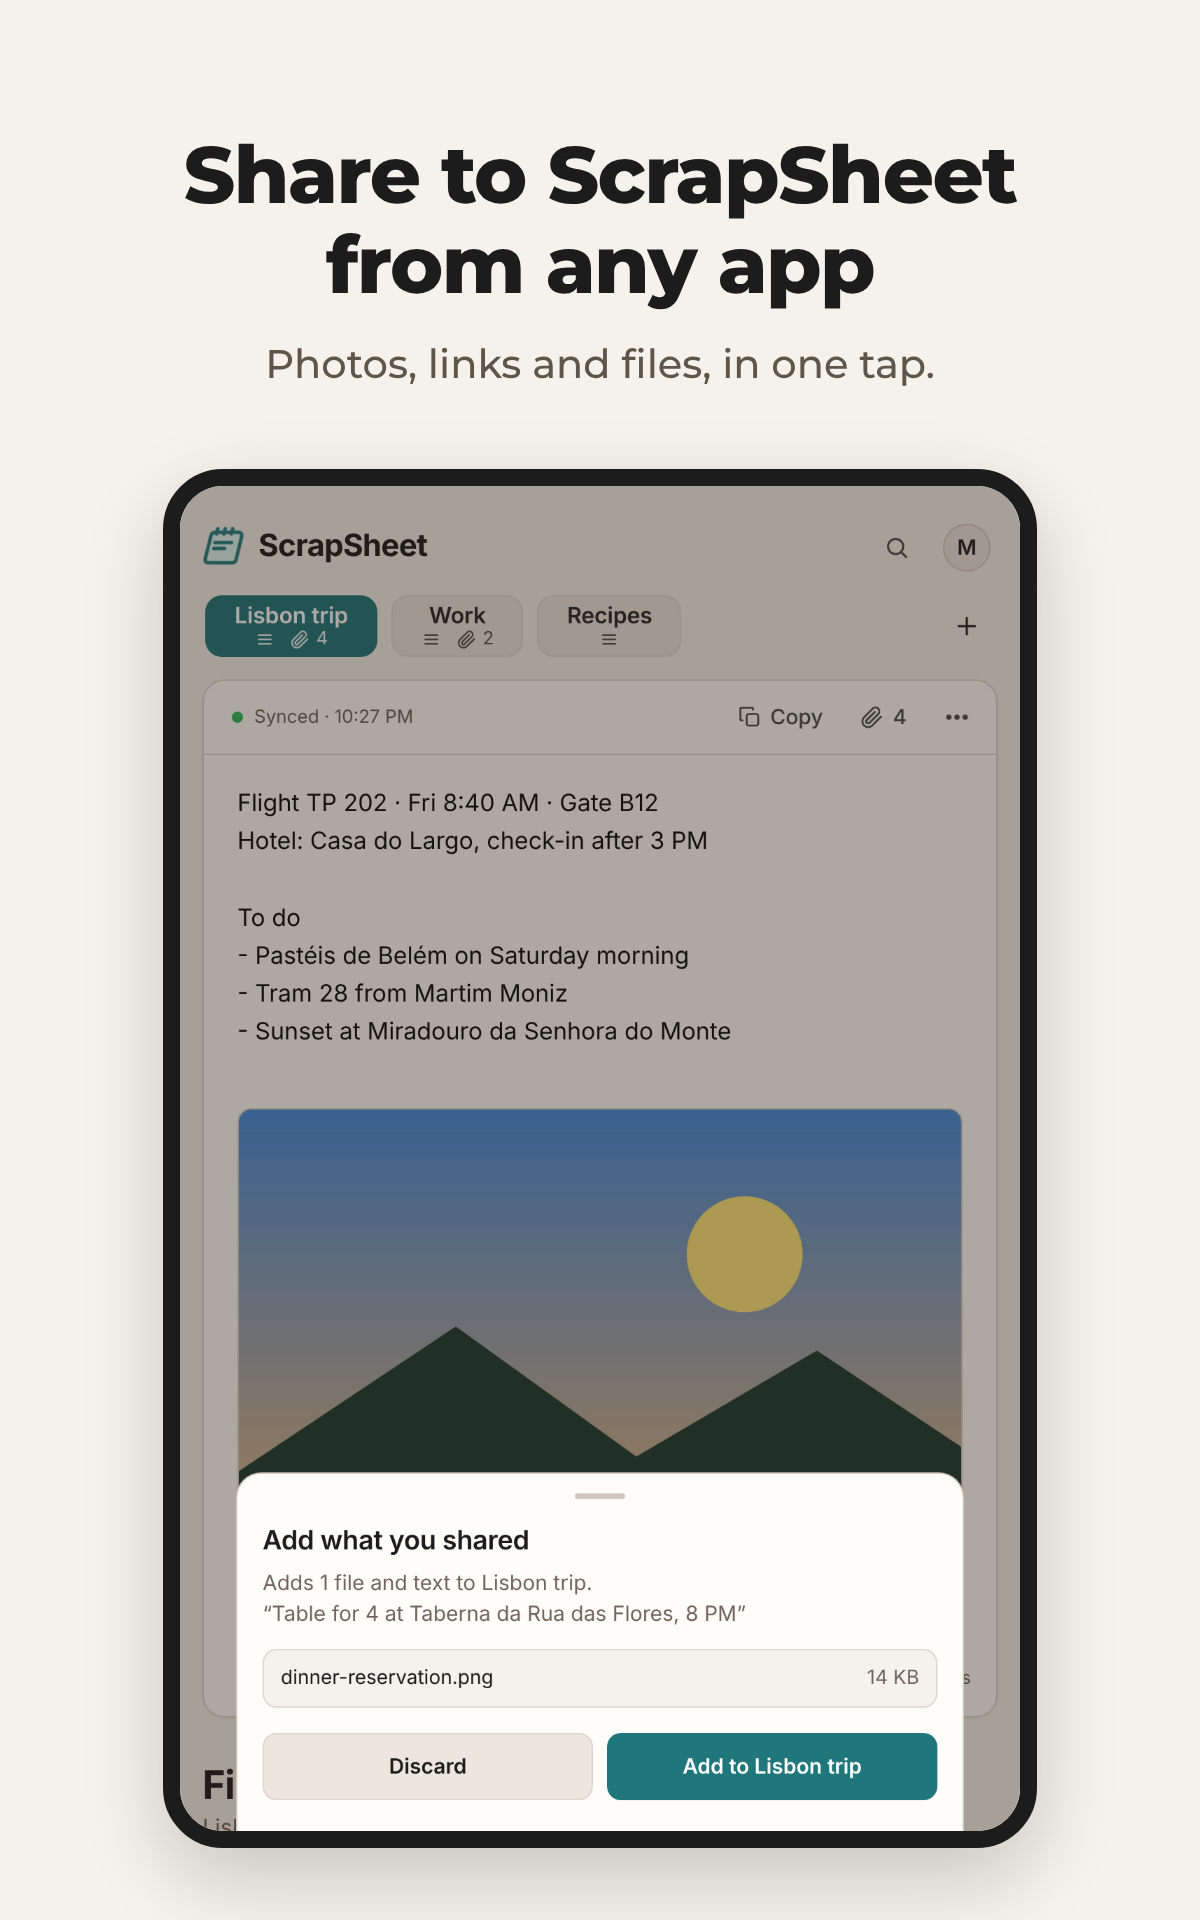 Share to ScrapSheet
from any app
Photos, links and files, in one tap.
ScrapSheet
M
Lisbon trip
4
Work
2
Recipes
Synced · 10:27 PM
Copy
4
Flight TP 202 · Fri 8:40 AM · Gate B12
Hotel: Casa do Largo, check-in after 3 PM
To do
- Pastéis de Belém on Saturday morning
- Tram 28 from Martim Moniz
- Sunset at Miradouro da Senhora do Monte
Add what you shared
Adds 1 file and text to Lisbon trip.
“Table for 4 at Taberna da Rua das Flores, 8 PM”
dinner-reservation.png 14 KB
Discard
Add to Lisbon trip